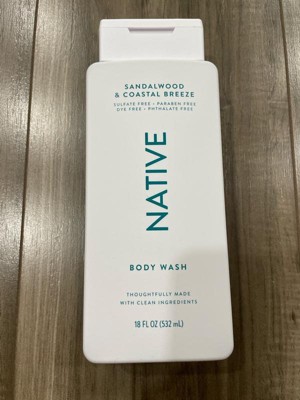 SANDALWOOD
& COASTAL BREEZE
SULFATE FREE • PARABEN FREE
DYE FREE • PHTHALATE FREE
NATIVE
BODY WASH
THOUGHTFULLY MADE
WITH CLEAN INGREDIENTS
18 FL OZ (532 mL)